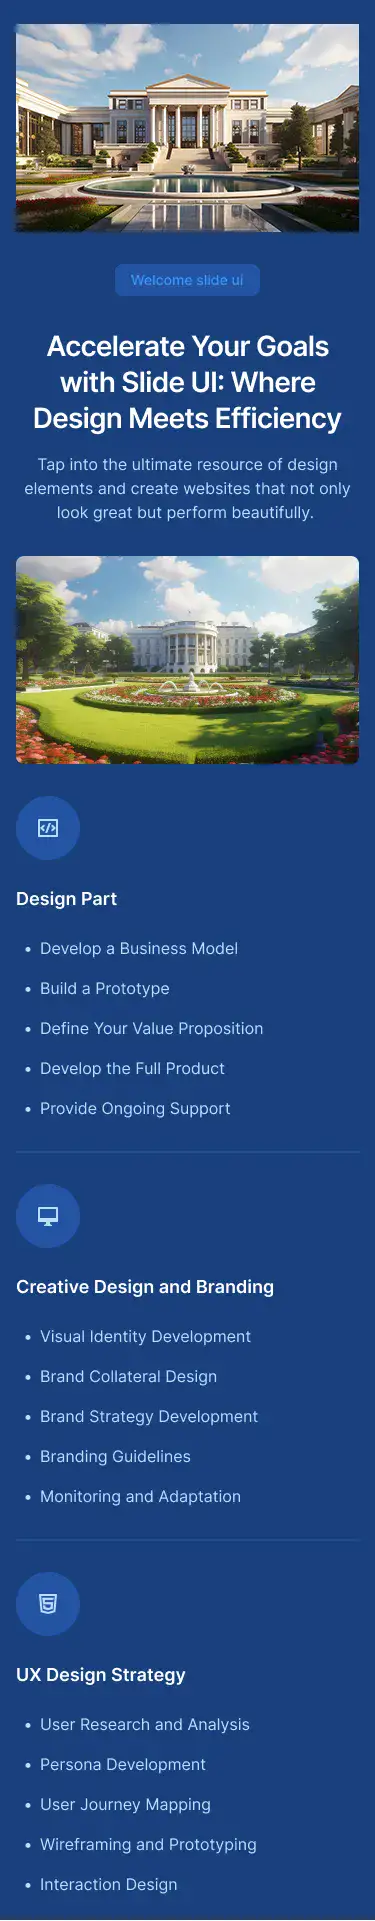 Welcome slide ui
Accelerate Your Goals
with Slide UI: Where
Design Meets Efficiency
Tap into the ultimate resource of design
elements and create websites that not only
look great but perform beautifully.
Design Part
• Develop a Business Model
• Build a Prototype
• Define Your Value Proposition
• Develop the Full Product
• Provide Ongoing Support
Creative Design and Branding
• Visual Identity Development
• Brand Collateral Design
• Brand Strategy Development
• Branding Guidelines
• Monitoring and Adaptation
UX Design Strategy
• User Research and Analysis
• Persona Development
• User Journey Mapping
• Wireframing and Prototyping
• Interaction Design